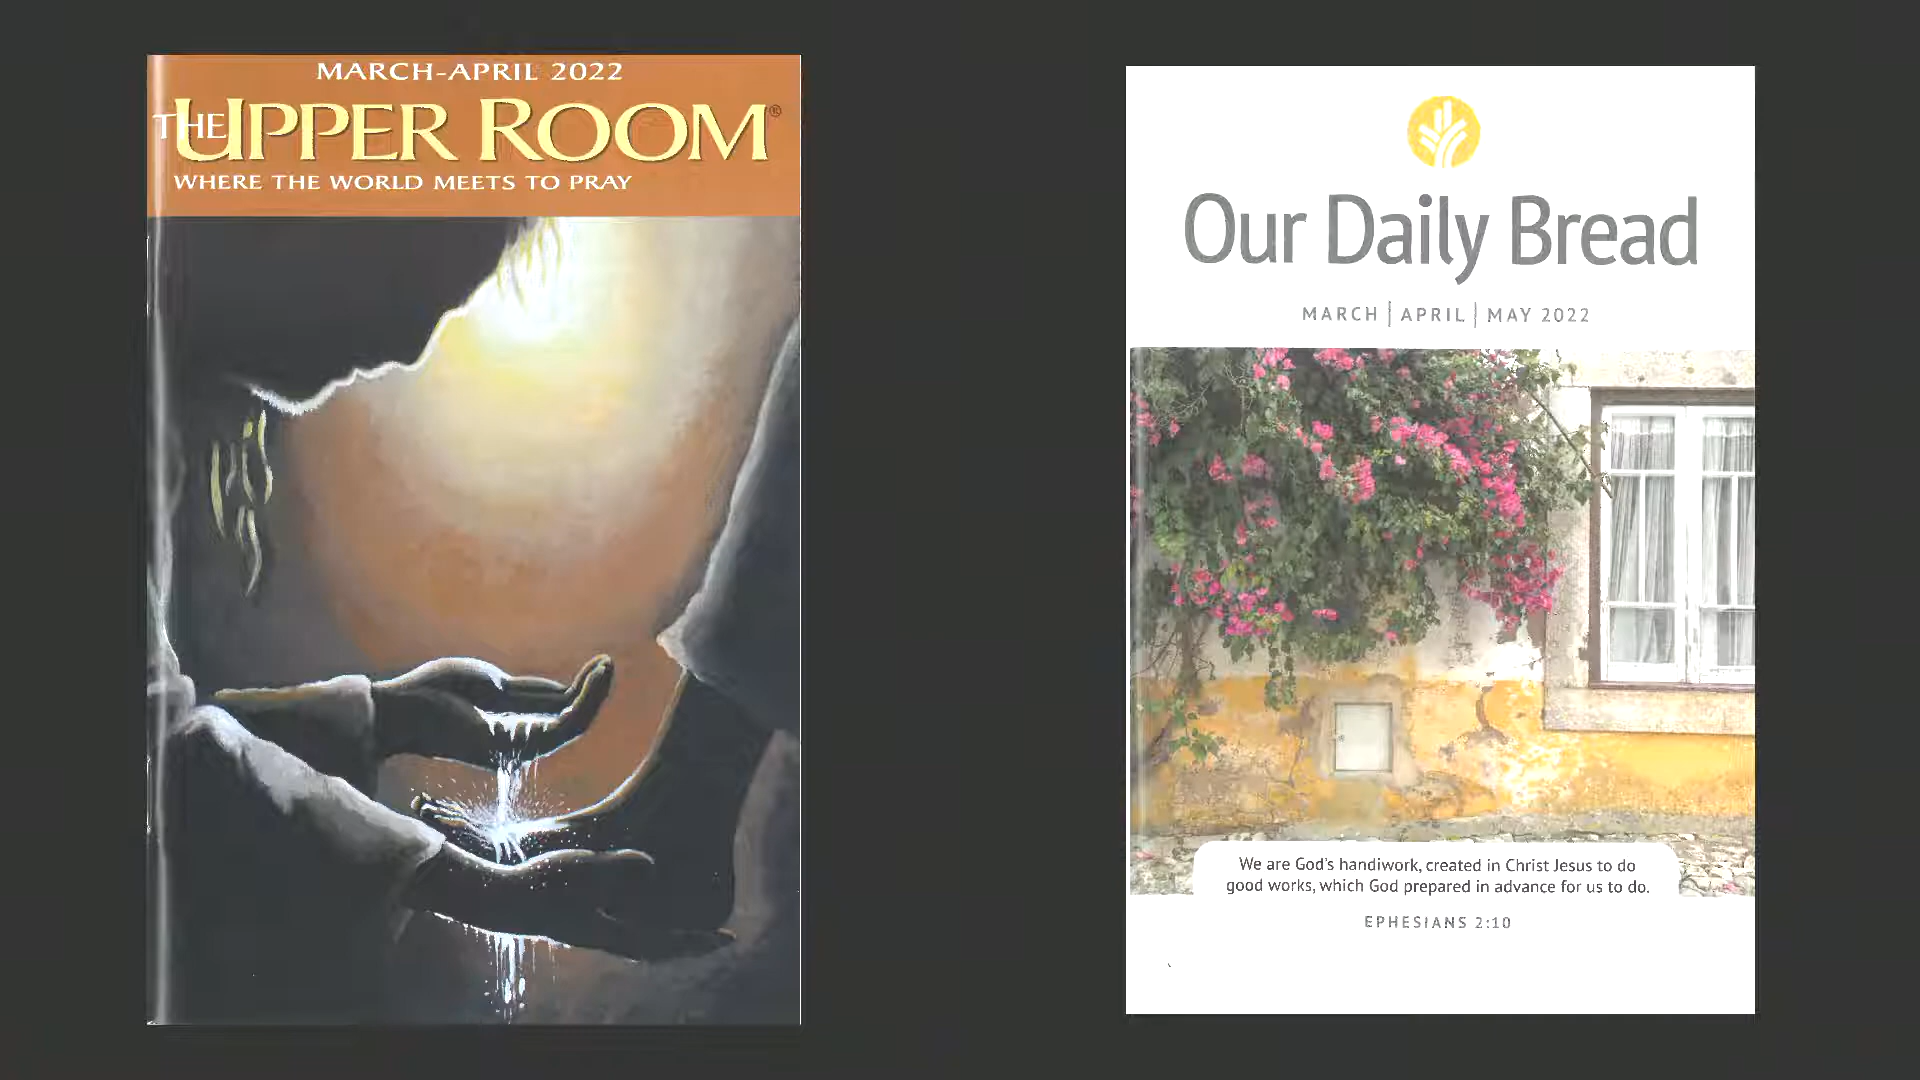 MARCH-APRIL 2022
THE UPPER ROOM®
WHERE THE WORLD MEETS TO PRAY
Our Daily Bread
MARCH | APRIL | MAY 2022
We are God's handiwork, created in Christ Jesus to do
good works, which God prepared in advance for us to do.
EPHESIANS 2:10